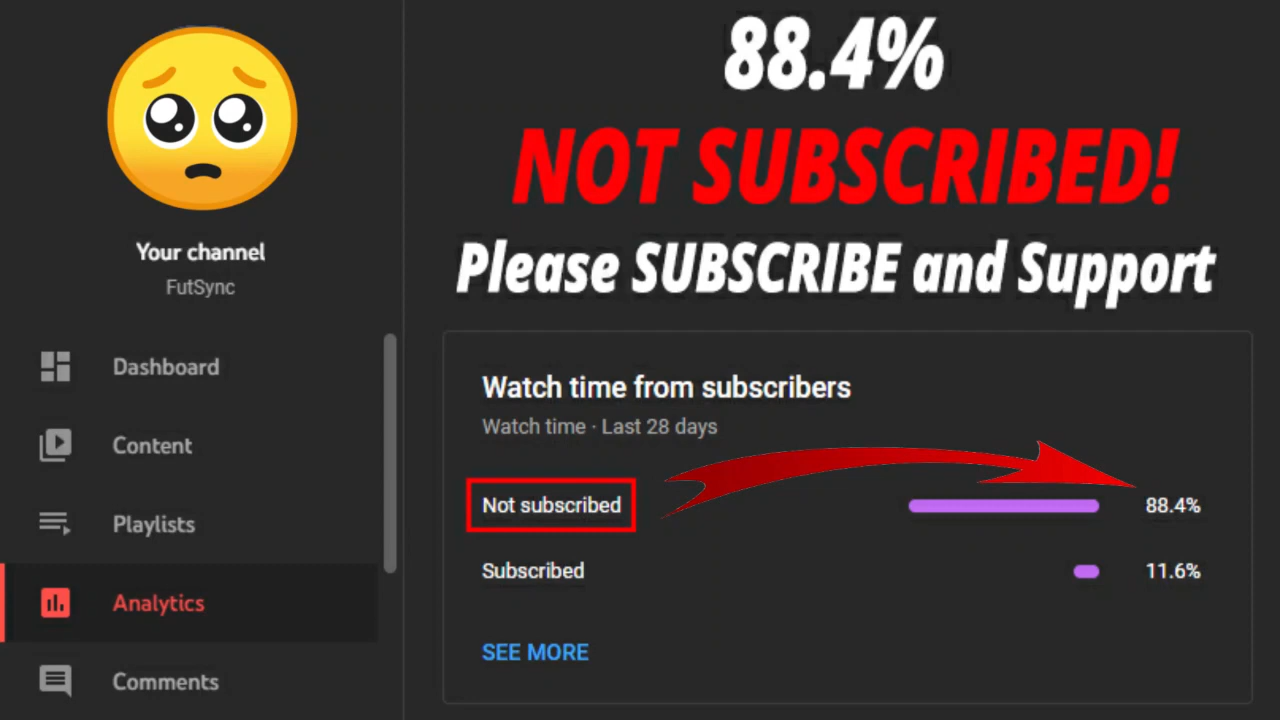 88.4%
NOT SUBSCRIBED!
Please SUBSCRIBE and Support
Your channel
FutSync
Dashboard
Content
Playlists
Analytics
Comments
Watch time from subscribers
Watch time · Last 28 days
Not subscribed 88.4%
Subscribed 11.6%
SEE MORE